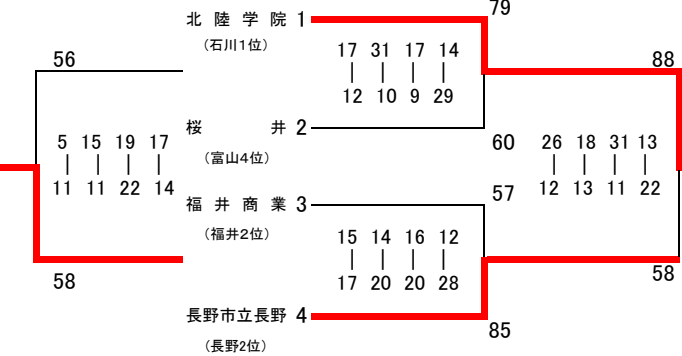 79
北陸学院 1
(石川1位)
17 31 17 14
12 10 9 29
56
88
桜井 2
(富山4位)
60
5 15 19 17
11 11 22 14
26 18 31 13
12 13 11 22
57
福井商業 3
(福井2位)
15 14 16 12
17 20 20 28
58
58
長野市立長野 4
(長野2位)
85